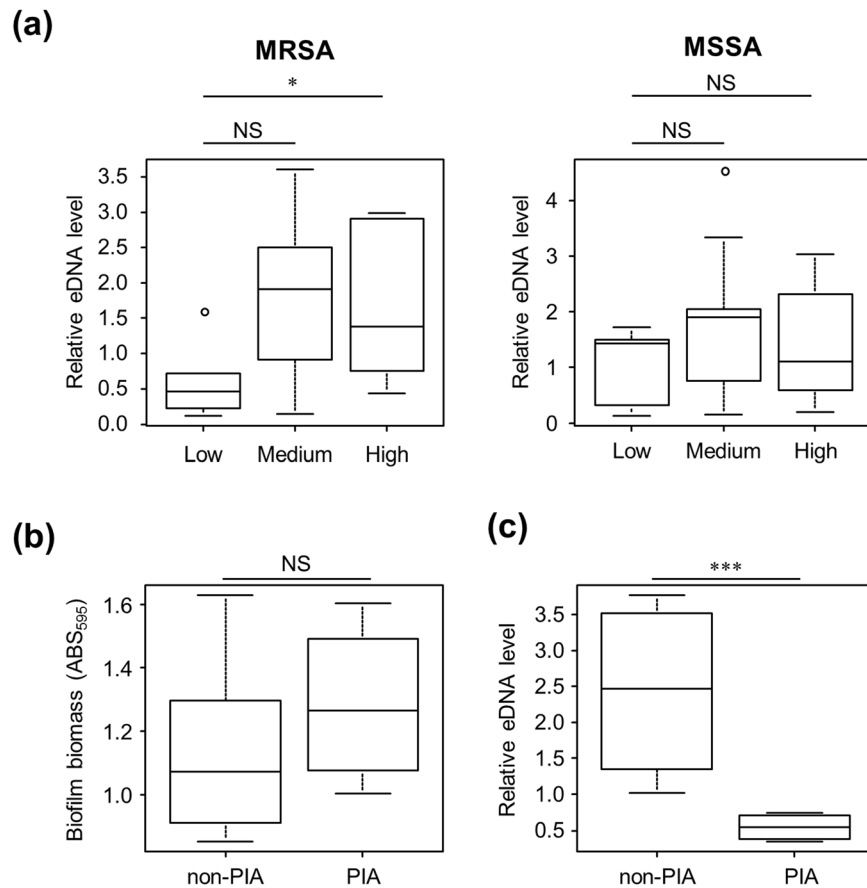 (a)
MRSA
*
NS
Relative eDNA level
3.5
3.0
2.5
2.0
1.5
1.0
0.5
0.0
Low Medium High
MSSA
NS
NS
Relative eDNA level
4
3
2
1
0
Low Medium High
(b)
NS
Biofilm biomass (ABS595)
1.6
1.4
1.2
1.0
non-PIA PIA
(c)
***
Relative eDNA level
3.5
3.0
2.5
2.0
1.5
1.0
0.5
non-PIA PIA